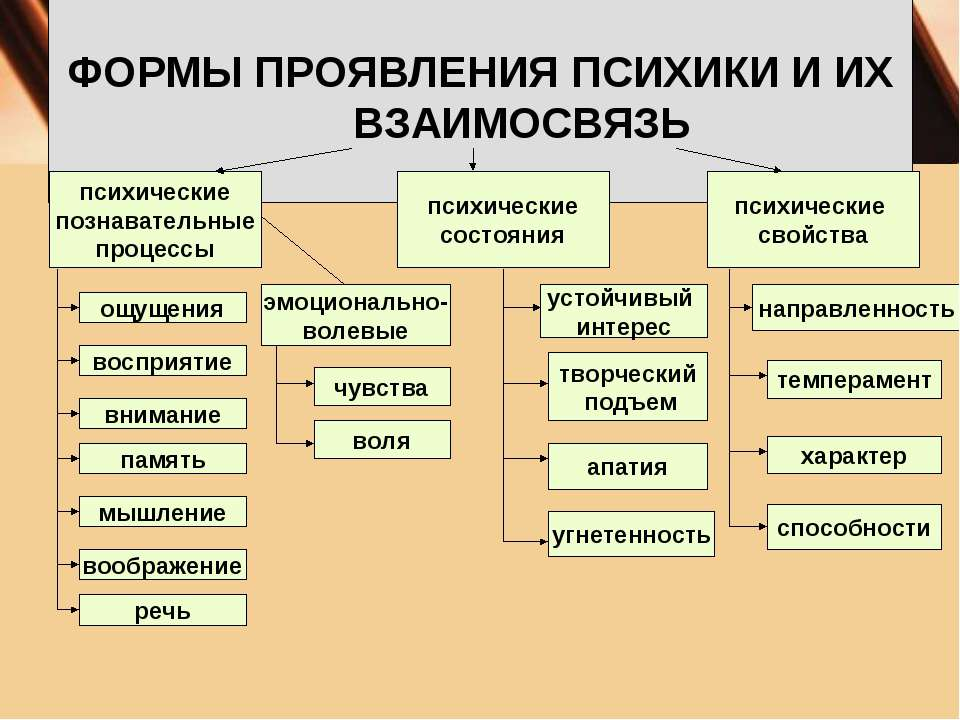 ФОРМЫ ПРОЯВЛЕНИЯ ПСИХИКИ И ИХ
ВЗАИМОСВЯЗЬ
психические
познавательные
процессы
ощущения
восприятие
внимание
память
мышление
воображение
речь
эмоционально-
волевые
чувства
воля
психические
состояния
устойчивый
интерес
творческий
подъем
апатия
угнетенность
психические
свойства
направленность
темперамент
характер
способности